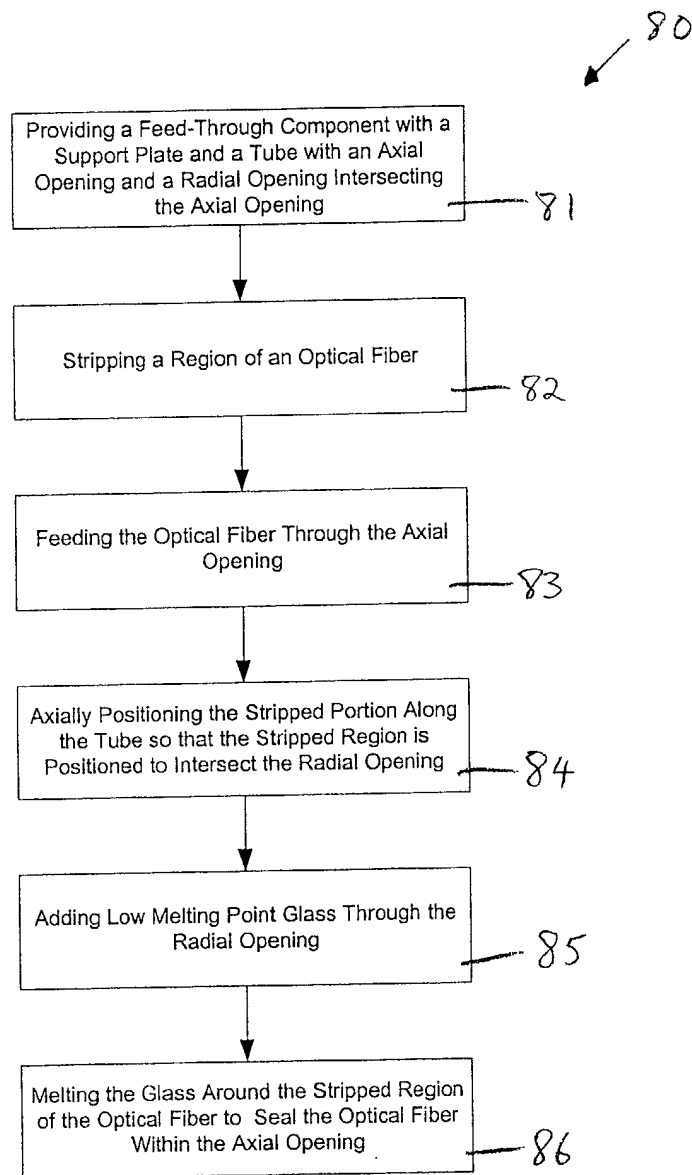 80
Providing a Feed-Through Component with a
Support Plate and a Tube with an Axial
Opening and a Radial Opening Intersecting
the Axial Opening
81
Stripping a Region of an Optical Fiber
82
Feeding the Optical Fiber Through the Axial
Opening
83
Axially Positioning the Stripped Portion Along
the Tube so that the Stripped Region is
Positioned to Intersect the Radial Opening
84
Adding Low Melting Point Glass Through the
Radial Opening
85
Melting the Glass Around the Stripped Region
of the Optical Fiber to Seal the Optical Fiber
Within the Axial Opening
86